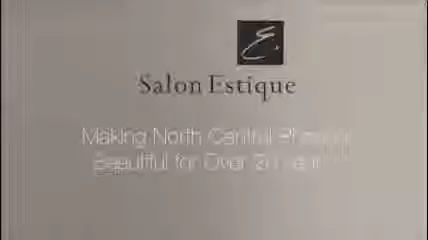 E.
Salon Estique
Making North Central
Beautiful for Over